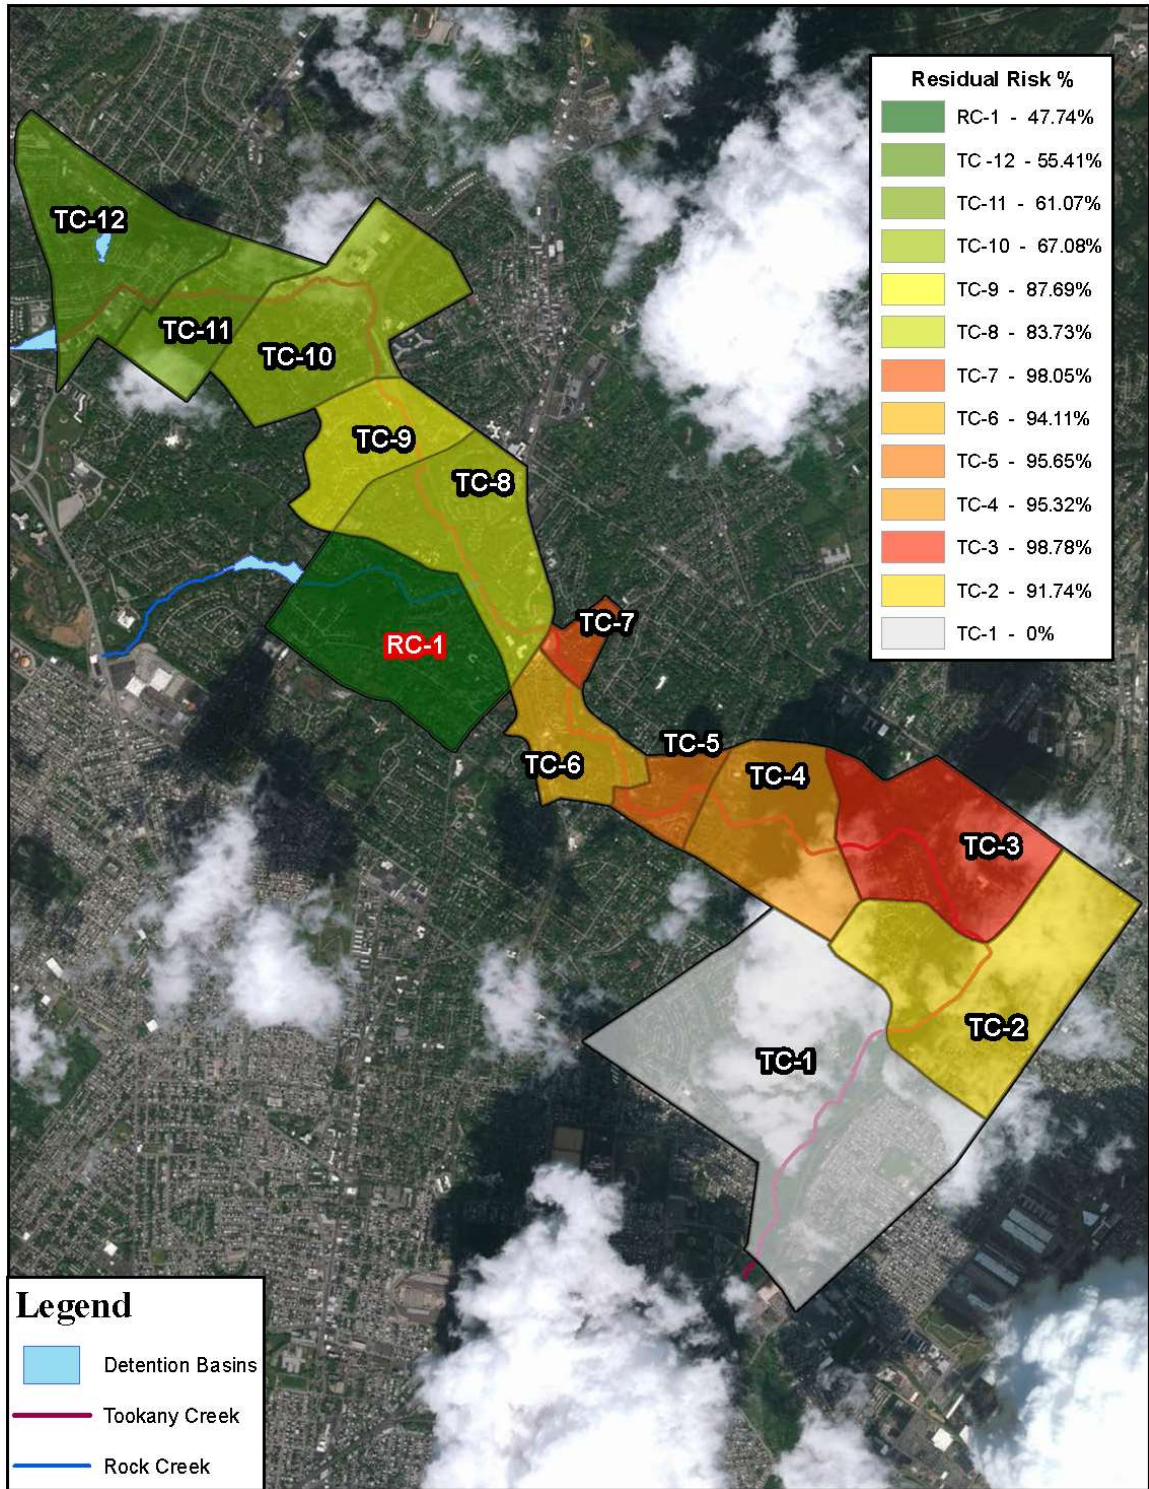 Residual Risk %
RC-1 - 47.74%
TC -12 - 55.41%
TC-11 - 61.07%
TC-10 - 67.08%
TC-9 - 87.69%
TC-8 - 83.73%
TC-7 - 98.05%
TC-6 - 94.11%
TC-5 - 95.65%
TC-4 - 95.32%
TC-3 - 98.78%
TC-2 - 91.74%
TC-1 - 0%
TC-12
TC-11
TC-10
TC-9
TC-8
TC-7
RC-1
TC-5
TC-6
TC-4
TC-3
TC-2
TC-1
Legend
Detention Basins
Tookany Creek
Rock Creek